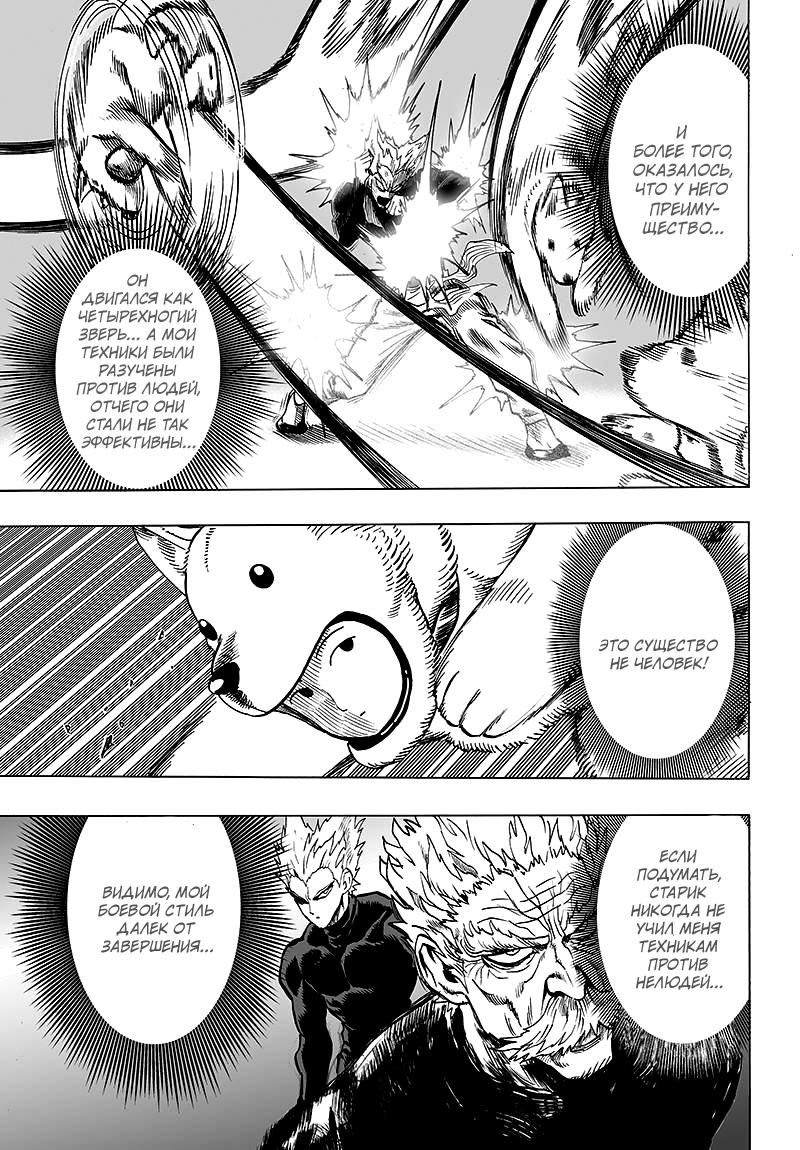 И
БОЛЕЕ ТОГО,
ОКАЗАЛОСЬ,
ЧТО У НЕГО
ПРЕИМУ-
ЩЕСТВО...
ОН
ДВИГАЛСЯ КАК
ЧЕТЫРЕХНОГИЙ
ЗВЕРЬ... А МОИ
ТЕХНИКИ БЫЛИ
РАЗУЧЕНЫ
ПРОТИВ ЛЮДЕЙ,
ОТЧЕГО ОНИ
СТАЛИ НЕ ТАК
ЭФФЕКТИВНЫ...
ЭТО СУЩЕСТВО
НЕ ЧЕЛОВЕК!
ЕСЛИ
ПОДУМАТЬ,
СТАРИК
НИКОГДА НЕ
УЧИЛ МЕНЯ
ТЕХНИКАМ
ПРОТИВ
НЕЛЮДЕЙ...
ВИДИМО, МОЙ
БОЕВОЙ СТИЛЬ
ДАЛЕК ОТ
ЗАВЕРШЕНИЯ...